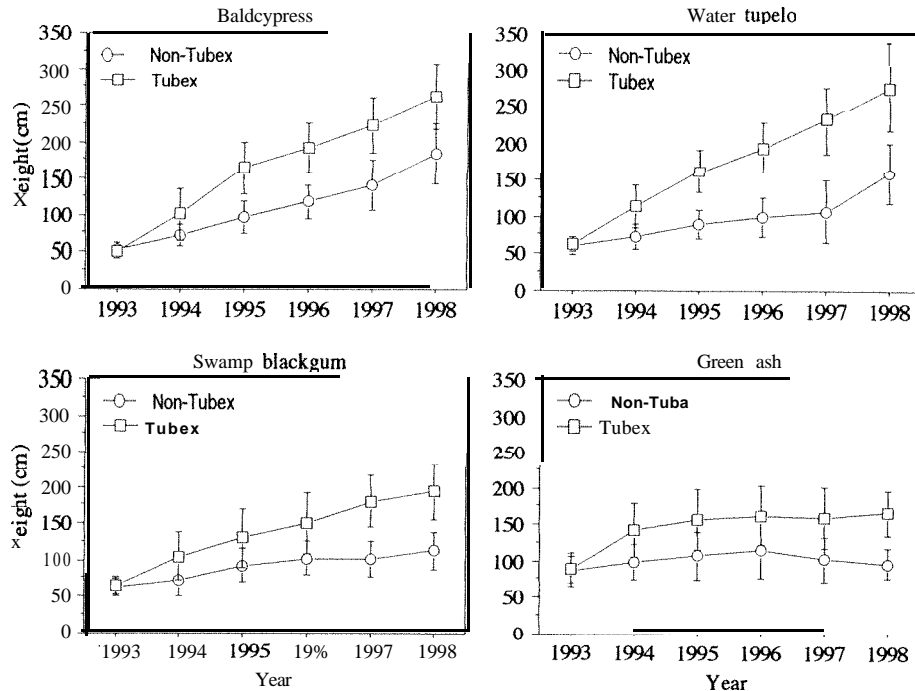 Baldcypress
350
300
250
200
150
100
50
0
Non-Tubex
Tubex
×eight(cm)
1993 1994 1995 1996 1997 1998
Water tupelo
350
300
250
200
150
100
50
0
Non-Tubex
Tubex
1993 1994 1995 1996 1997 1998
Swamp blackgum
350
300
250
200
150
100
50
0
Non-Tubex
Tubex
×eight (cm)
1993 1994 1995 19% 1997 1998
Year
Green ash
350
300
250
200
150
100
50
0
Non-Tuba
Tubex
1993 1994 1995 1996 1997 1998
Year